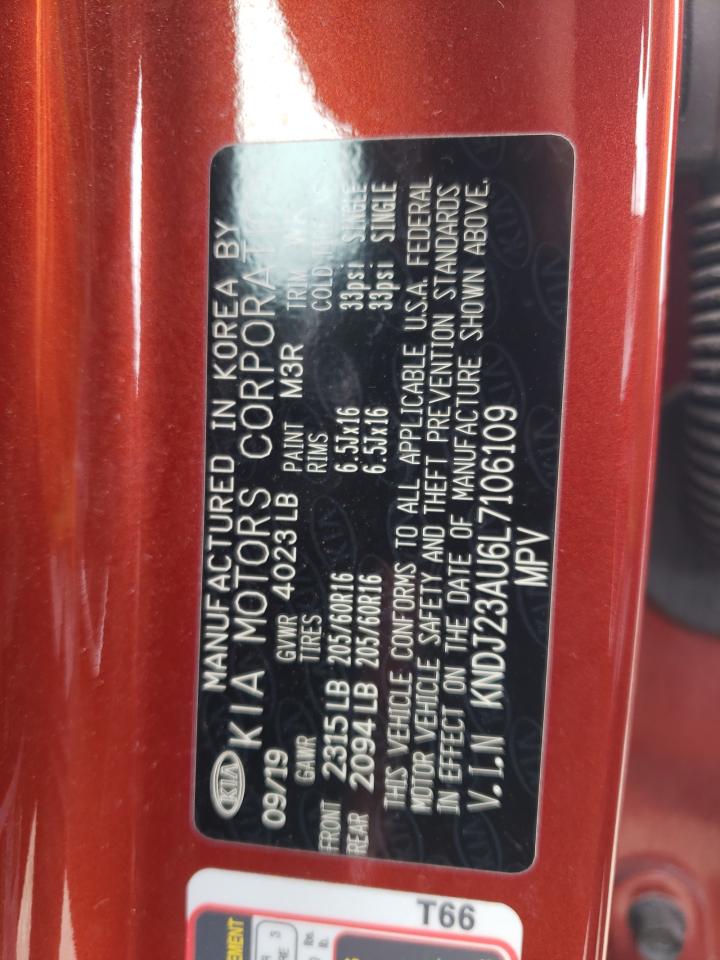 MANUFACTURED IN KOREA BY
KIA KIA MOTORS CORPORATI
09/19 GVWR 4023 LB PAINT M3R TRIM WK
GAWR TIRES RIMS COLD
FRONT 2315 LB 205/60R16 6.5Jx16 33psi SINGLE
REAR 2094 LB 205/60R16 6.5Jx16 33psi SINGLE
THIS VEHICLE CONFORMS TO ALL APPLICABLE U.S.A. FEDERAL
MOTOR VEHICLE SAFETY AND THEFT PREVENTION STANDARDS
IN EFFECT ON THE DATE OF MANUFACTURE SHOWN ABOVE.
V.I.N KNDJ23AU6L7106109
MPV
T66